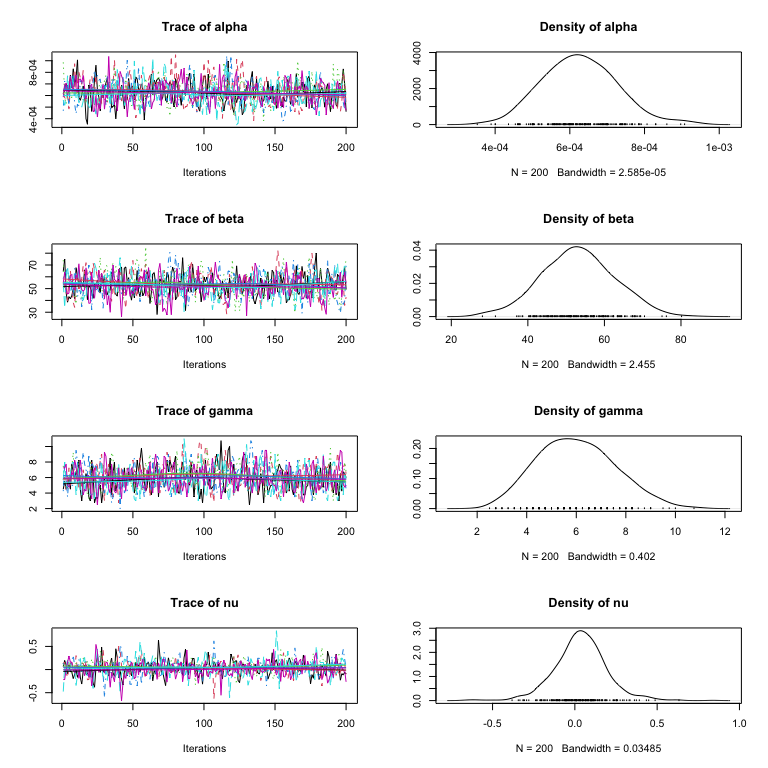 Trace of alpha
4e-04 8e-04
0 50 100 150 200
Iterations
Density of alpha
0 2000 4000
4e-04 6e-04 8e-04 1e-03
N = 200 Bandwidth = 2.585e-05
Trace of beta
30 50 70
0 50 100 150 200
Iterations
Density of beta
0.00 0.02 0.04
20 40 60 80
N = 200 Bandwidth = 2.455
Trace of gamma
2 4 6 8
0 50 100 150 200
Iterations
Density of gamma
0.00 0.10 0.20
2 4 6 8 10 12
N = 200 Bandwidth = 0.402
Trace of nu
-0.5 0.5
0 50 100 150 200
Iterations
Density of nu
0.0 1.0 2.0 3.0
-0.5 0.0 0.5 1.0
N = 200 Bandwidth = 0.03485